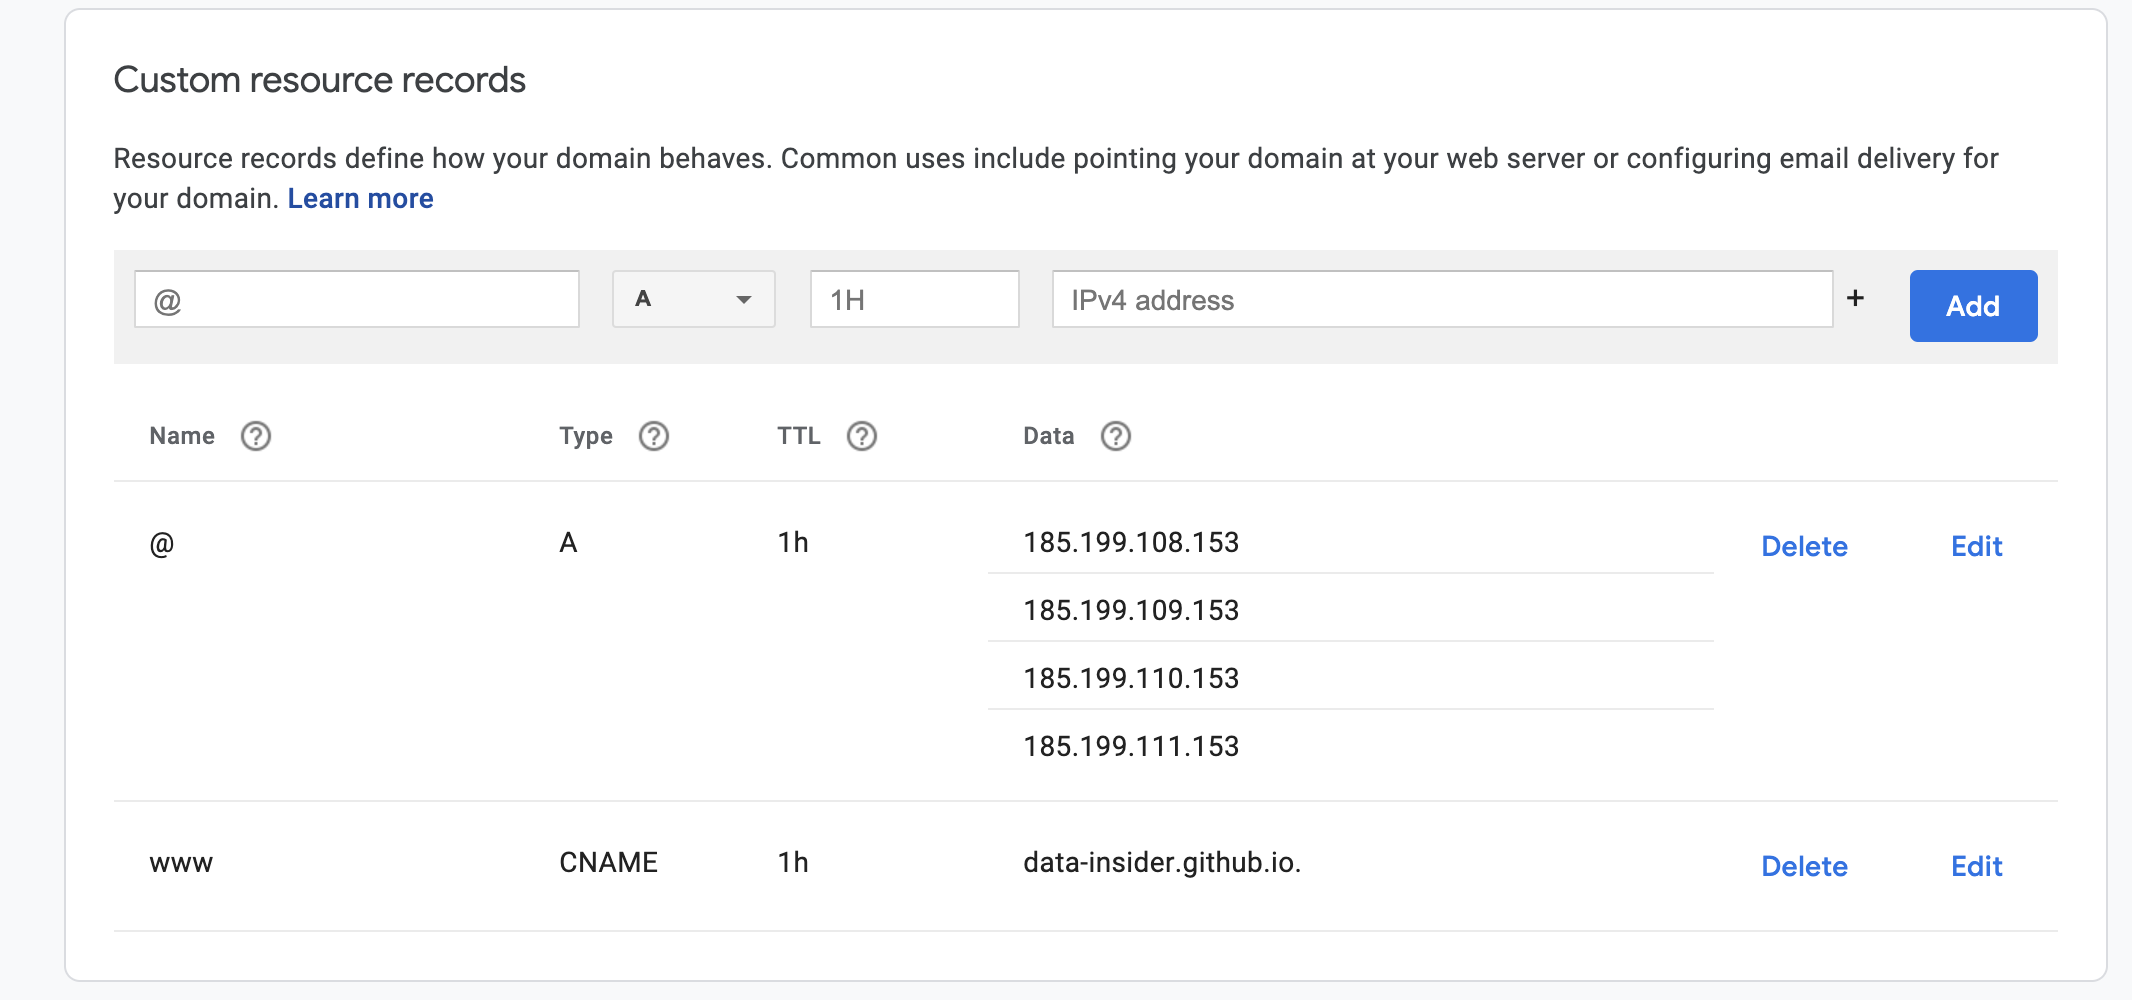 Custom resource records
Resource records define how your domain behaves. Common uses include pointing your domain at your web server or configuring email delivery for
your domain. Learn more
@ A 1H IPv4 address + Add
Name ? Type ? TTL ? Data ?
@ A 1h 185.199.108.153 Delete Edit
185.199.109.153
185.199.110.153
185.199.111.153
www CNAME 1h data-insider.github.io. Delete Edit